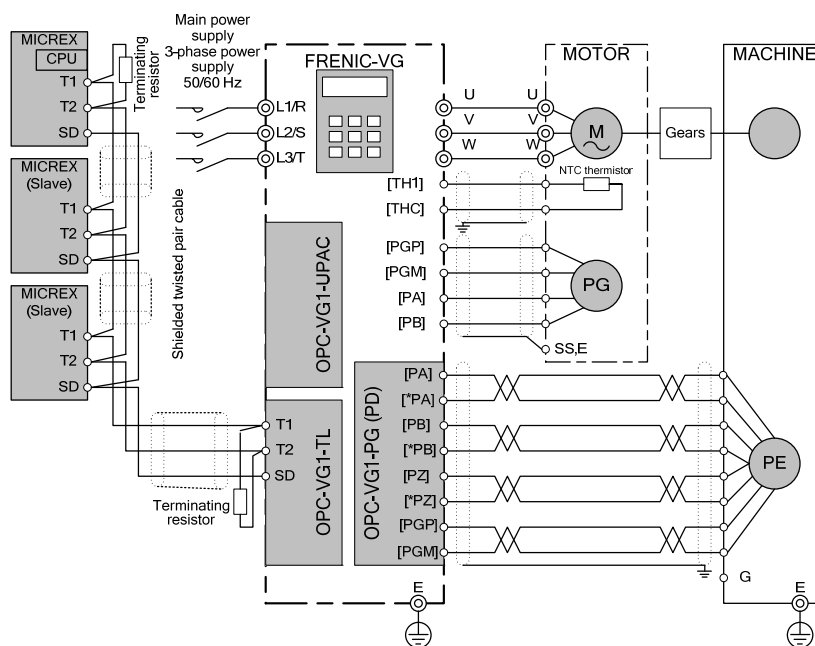 MICREX
CPU
T1
T2
SD
Terminating
resistor
MICREX
(Slave)
T1
T2
SD
MICREX
(Slave)
T1
T2
SD
Shielded twisted pair cable
Terminating
resistor
Main power
supply
3-phase power
supply
50/60 Hz
FRENIC-VG
L1/R
L2/S
L3/T
OPC-VG1-UPAC
OPC-VG1-TL
T1
T2
SD
OPC-VG1-PG (PD)
[TH1]
[THC]
[PGP]
[PGM]
[PA]
[PB]
[PA]
[*PA]
[PB]
[*PB]
[PZ]
[*PZ]
[PGP]
[PGM]
E
U
V
W
MOTOR
U
V
W
M
NTC thermistor
PG
SS,E
Gears
MACHINE
PE
G
E